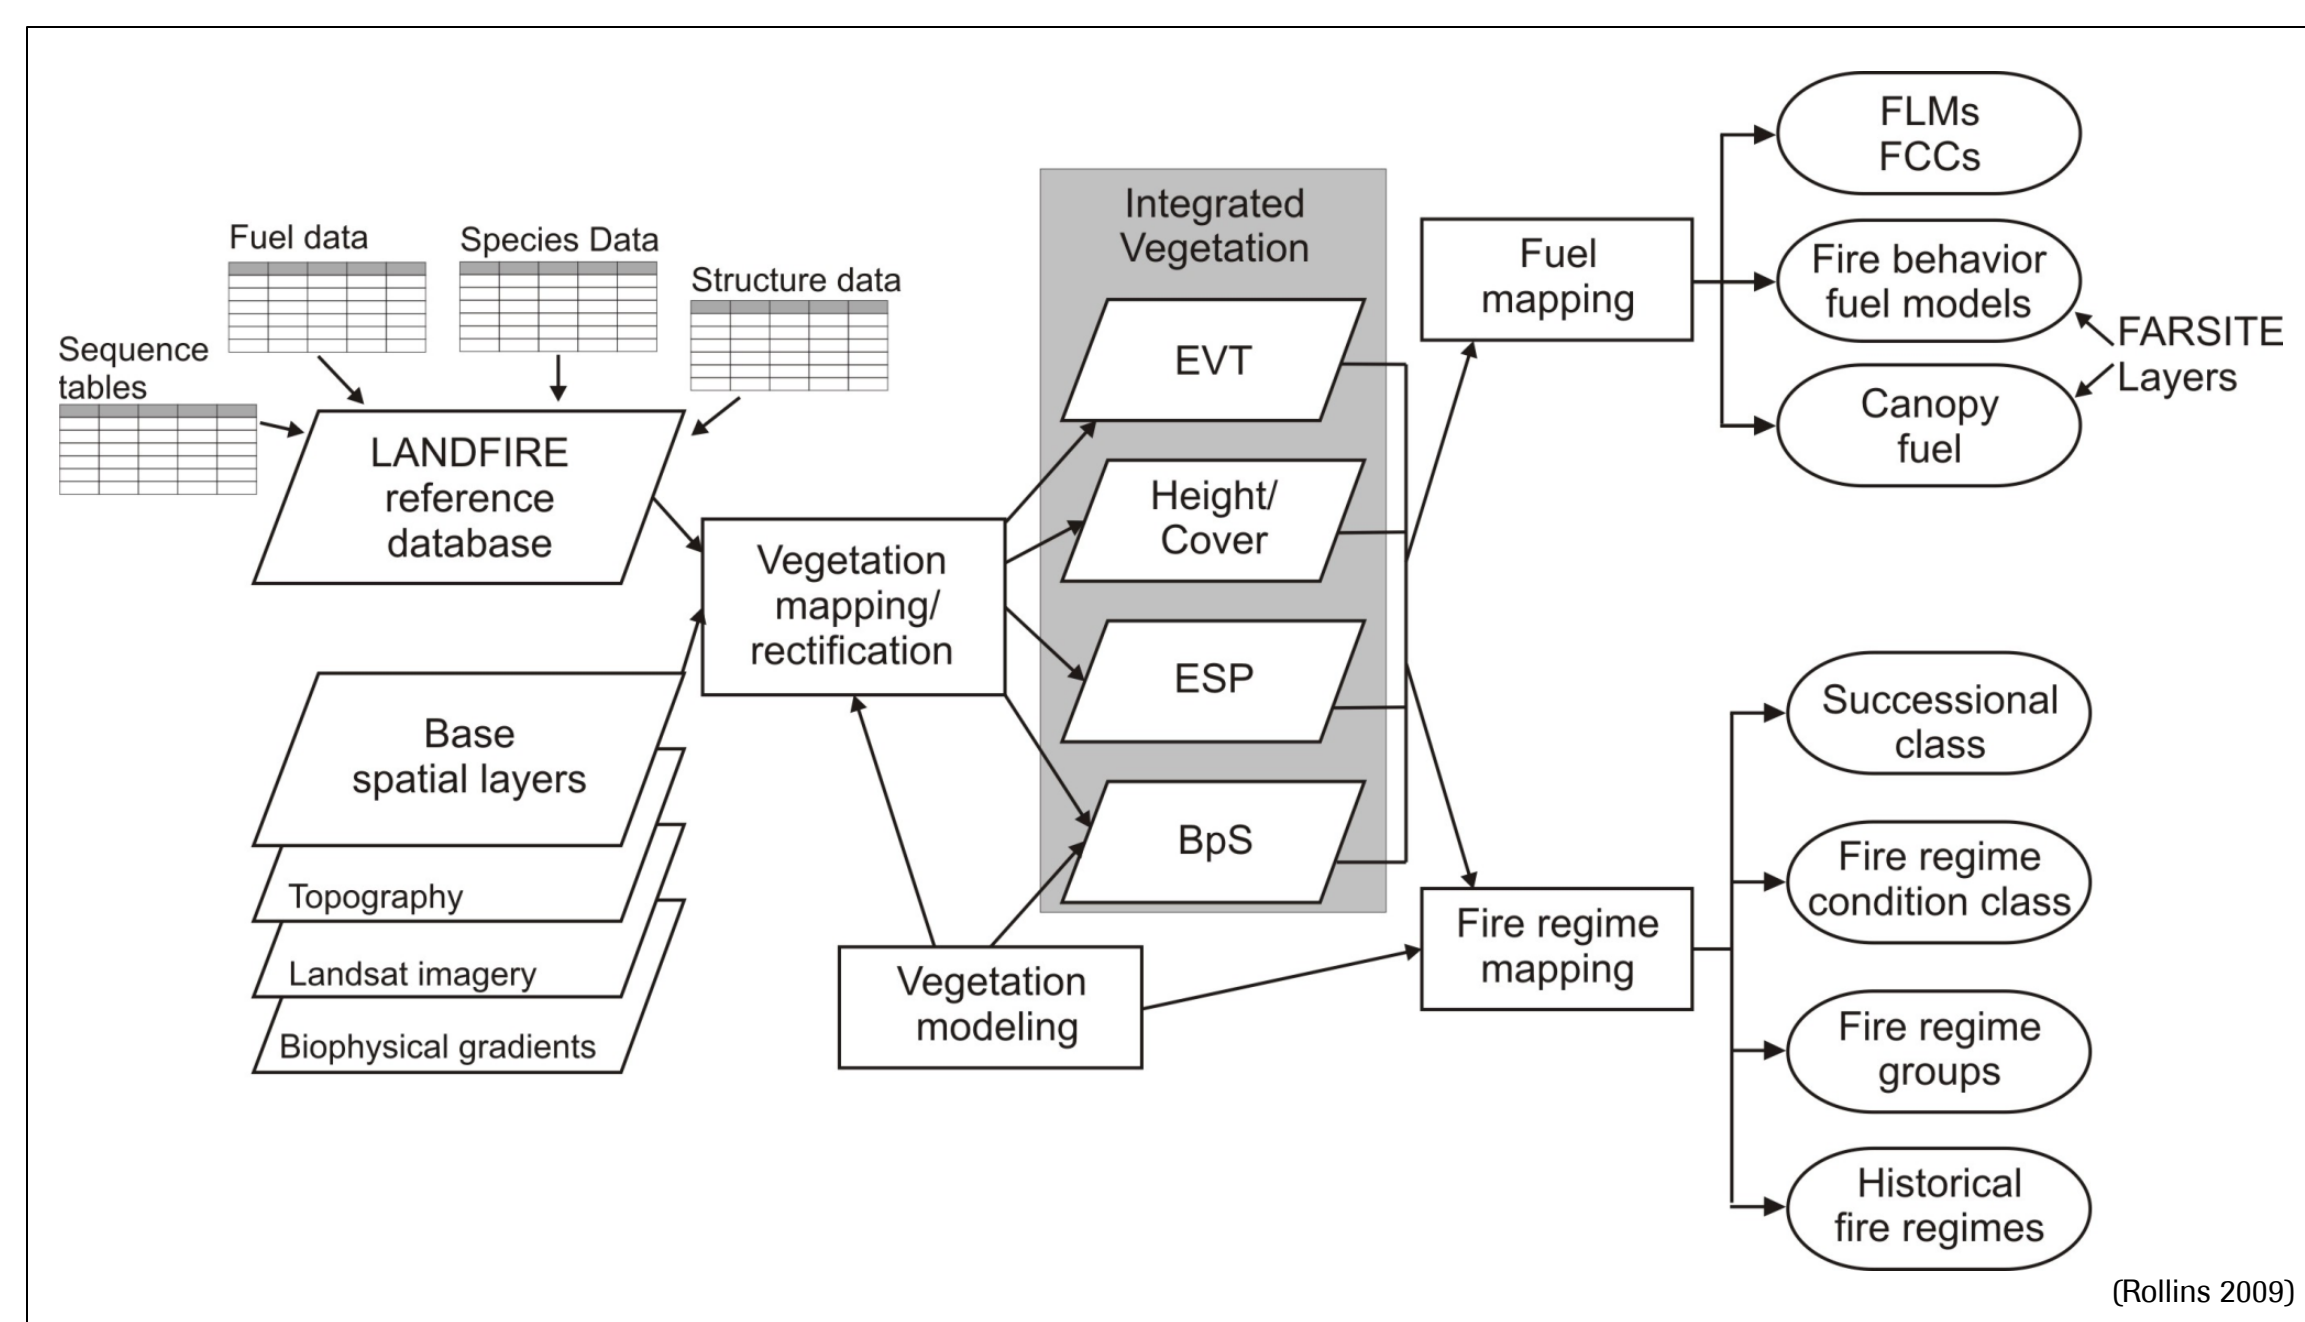 Fuel data
Species Data
Structure data
Sequence
tables
LANDFIRE
reference
database
Base
spatial layers
Topography
Landsat imagery
Biophysical gradients
Vegetation
mapping/
rectification
Vegetation
modeling
Integrated
Vegetation
EVT
Height/
Cover
ESP
BpS
Fuel
mapping
Fire regime
mapping
FLMs
FCCs
Fire behavior
fuel models
Canopy
fuel
FARSITE
Layers
Successional
class
Fire regime
condition class
Fire regime
groups
Historical
fire regimes
(Rollins 2009)